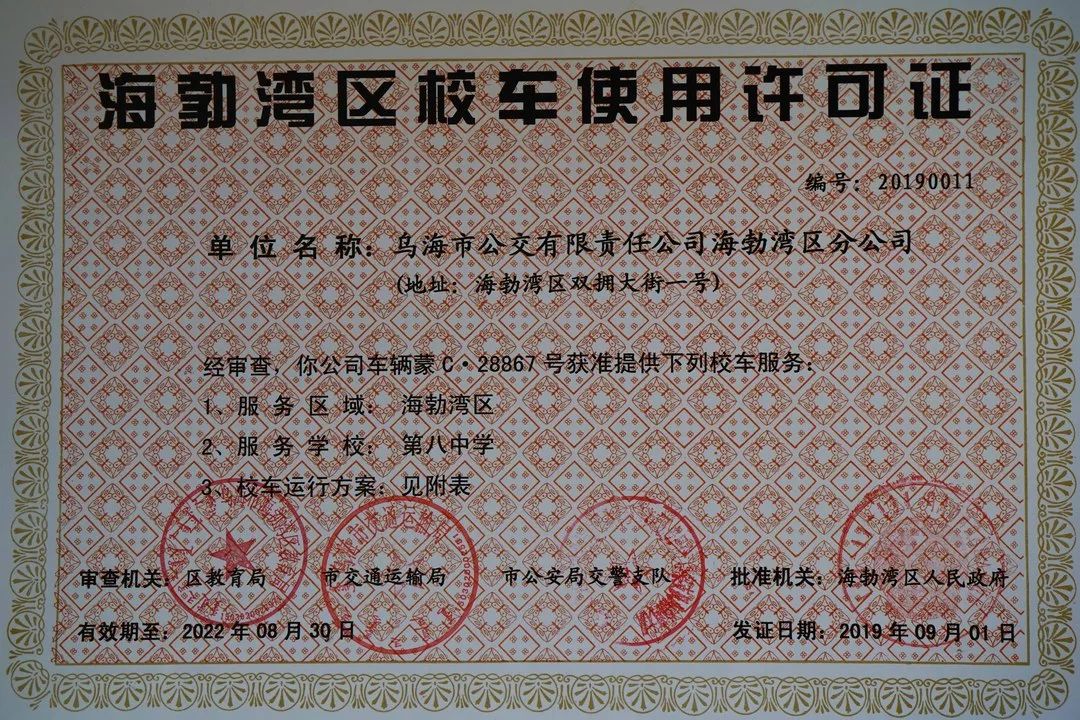 海勃湾区校车使用许可证
编号：20190011
单位名称：乌海市公交有限责任公司海勃湾区分公司
(地址：海勃湾区双拥大街一号)
经审查，你公司车辆蒙C·28867号获准提供下列校车服务：
1、服务区域：海勃湾区
2、服务学校：第八中学
3、校车运行方案：见附表
审查机关：区教育局 市交通运输局 市公安局交警支队 批准机关：海勃湾区人民政府
有效期至：2022年08月30日 发证日期：2019年09月01日